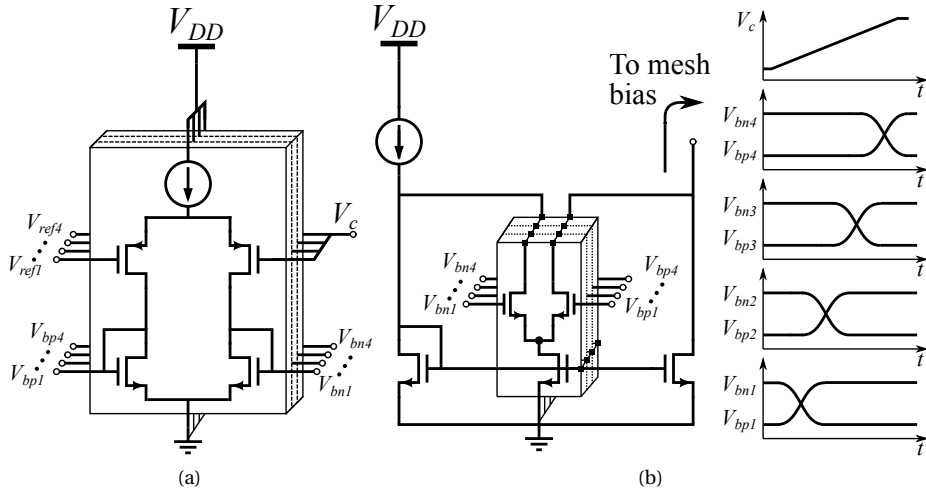 V_DD
V_ref4
V_ref1
V_c
V_bp4
V_bp1
V_bn4
V_bn1
(a)
V_DD
To mesh
bias
V_bn4
V_bn1
V_bp4
V_bp1
(b)
V_c
t
V_bn4
V_bp4
t
V_bn3
V_bp3
t
V_bn2
V_bp2
t
V_bn1
V_bp1
t